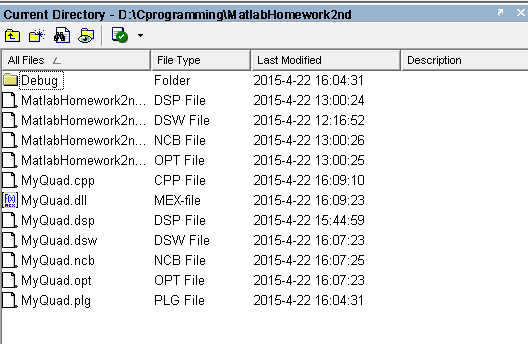 Current Directory - D:\Cprogramming\MatlabHomework2nd
All Files File Type Last Modified Description
Debug Folder 2015-4-22 16:04:31
MatlabHomework2n... DSP File 2015-4-22 13:00:24
MatlabHomework2n... DSW File 2015-4-22 12:16:52
MatlabHomework2n... NCB File 2015-4-22 13:00:26
MatlabHomework2n... OPT File 2015-4-22 13:00:25
MyQuad.cpp CPP File 2015-4-22 16:09:10
MyQuad.dll MEX-file 2015-4-22 16:09:23
MyQuad.dsp DSP File 2015-4-22 15:44:59
MyQuad.dsw DSW File 2015-4-22 16:07:23
MyQuad.ncb NCB File 2015-4-22 16:07:25
MyQuad.opt OPT File 2015-4-22 16:07:23
MyQuad.plg PLG File 2015-4-22 16:04:31